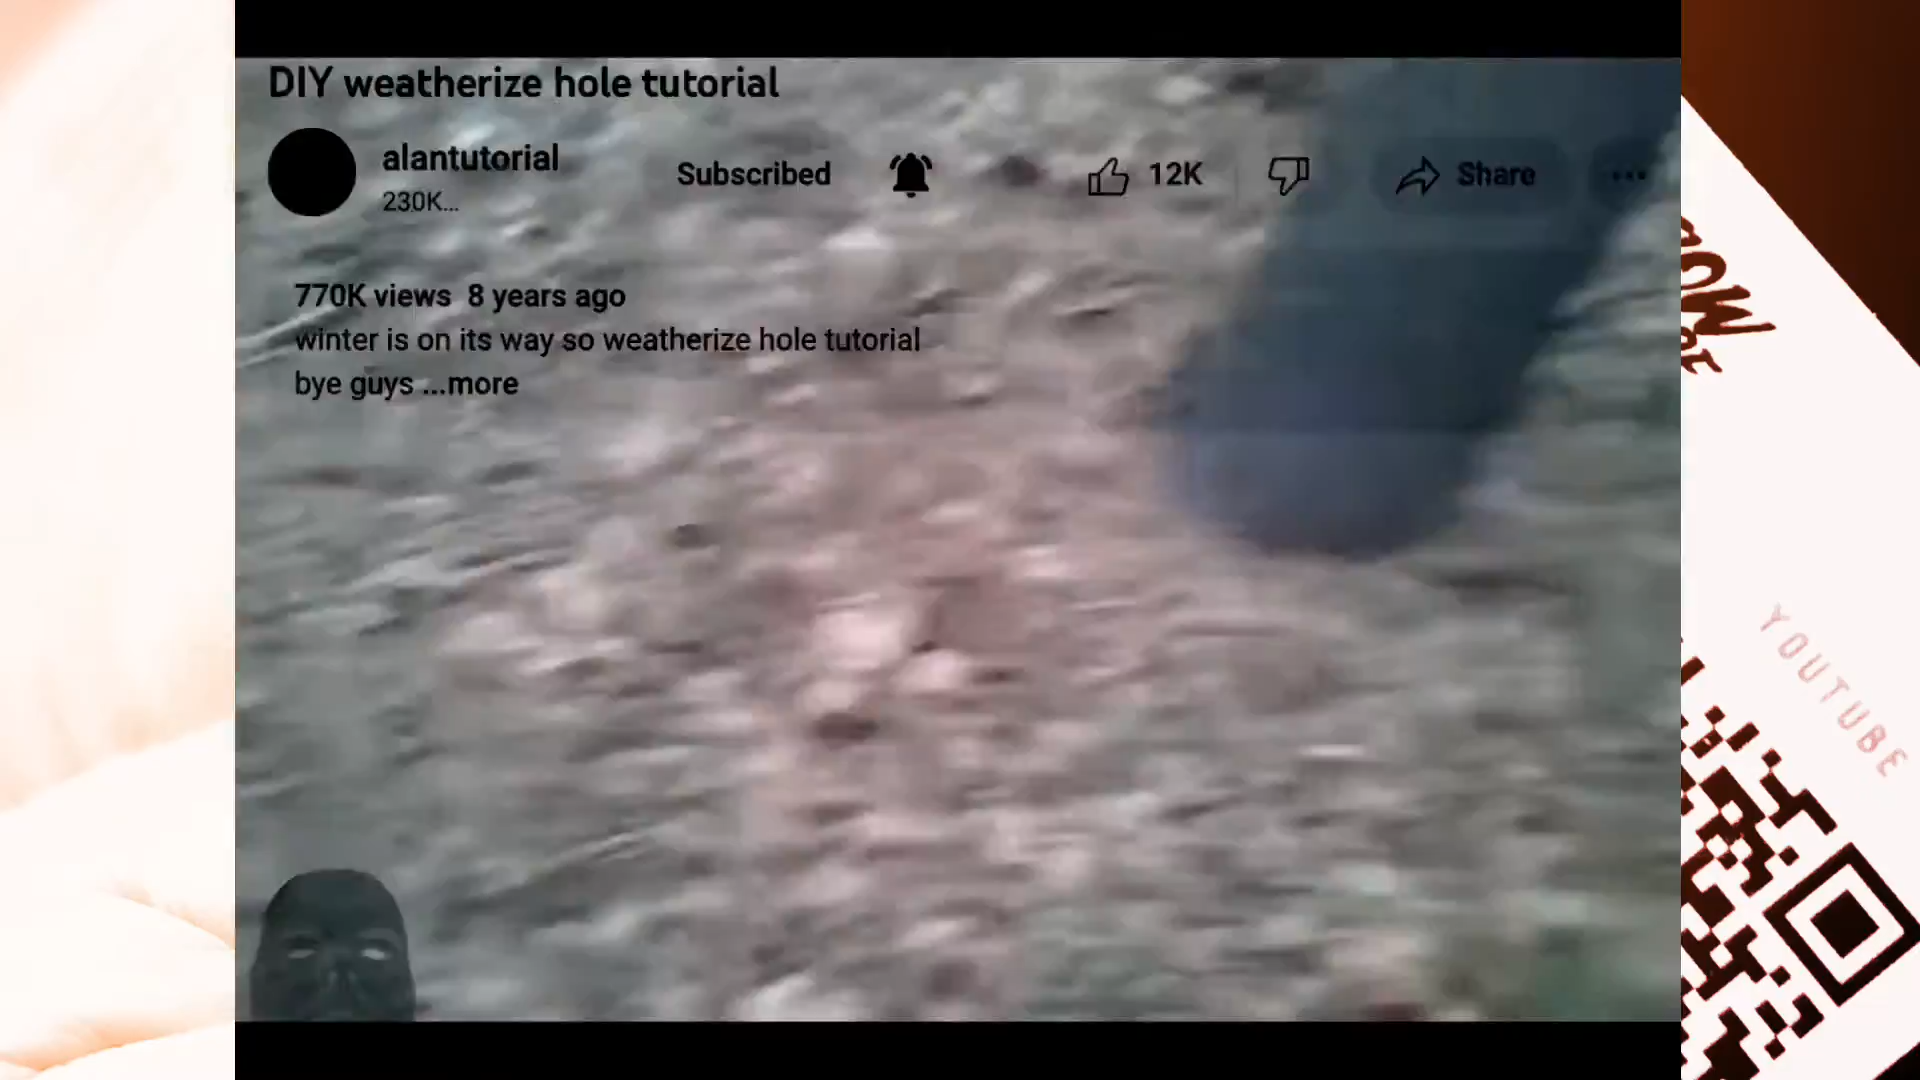 DIY weatherize hole tutorial
alantutorial
230K...
Subscribed
12K
Share
...
770K views 8 years ago
winter is on its way so weatherize hole tutorial
bye guys ...more
YOUTUBE